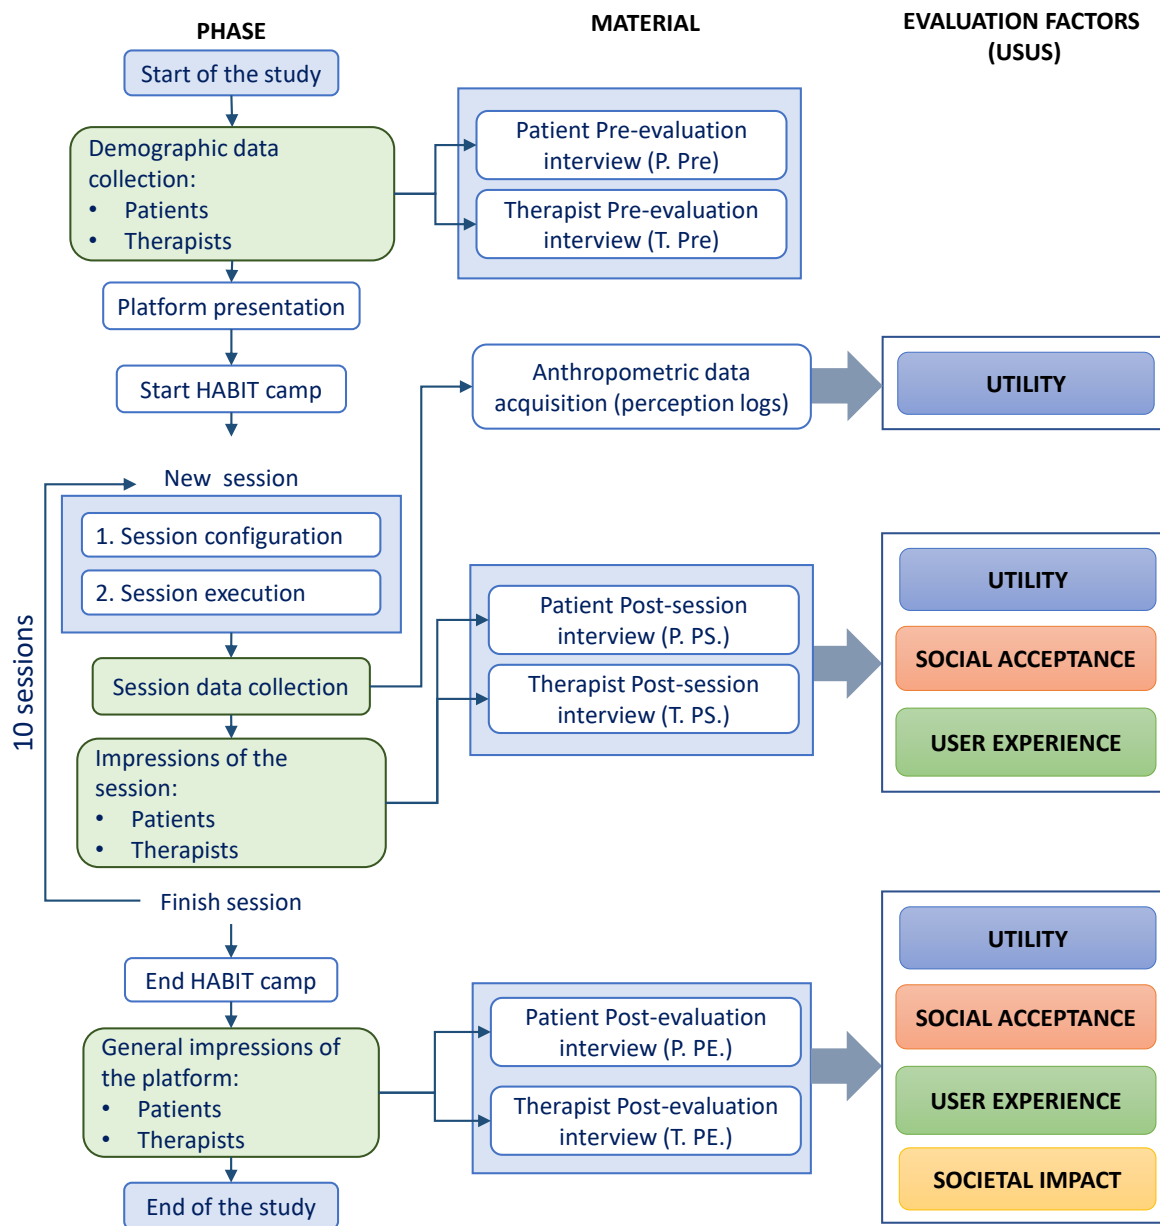 PHASE
MATERIAL
EVALUATION FACTORS
(USUS)
Start of the study
Demographic data
collection:
• Patients
• Therapists
Patient Pre-evaluation
interview (P. Pre)
Therapist Pre-evaluation
interview (T. Pre)
Platform presentation
Start HABIT camp
Anthropometric data
acquisition (perception logs)
UTILITY
10 sessions
New session
1. Session configuration
2. Session execution
Session data collection
Impressions of the
session:
• Patients
• Therapists
Patient Post-session
interview (P. PS.)
Therapist Post-session
interview (T. PS.)
UTILITY
SOCIAL ACCEPTANCE
USER EXPERIENCE
Finish session
End HABIT camp
General impressions of
the platform:
• Patients
• Therapists
Patient Post-evaluation
interview (P. PE.)
Therapist Post-evaluation
interview (T. PE.)
UTILITY
SOCIAL ACCEPTANCE
USER EXPERIENCE
SOCIETAL IMPACT
End of the study